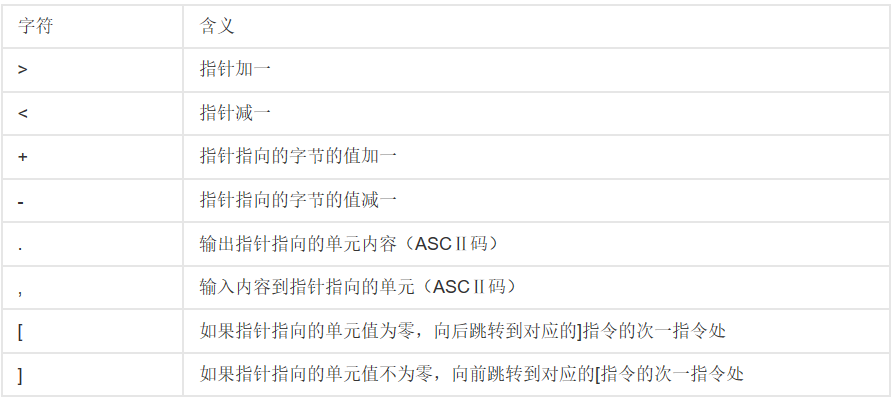 字符 含义
> 指针加一
< 指针减一
+ 指针指向的字节的值加一
- 指针指向的字节的值减一
. 输出指针指向的单元内容（ASCⅡ码）
, 输入内容到指针指向的单元（ASCⅡ码）
[ 如果指针指向的单元值为零，向后跳转到对应的]指令的次一指令处
] 如果指针指向的单元值不为零，向前跳转到对应的[指令的次一指令处